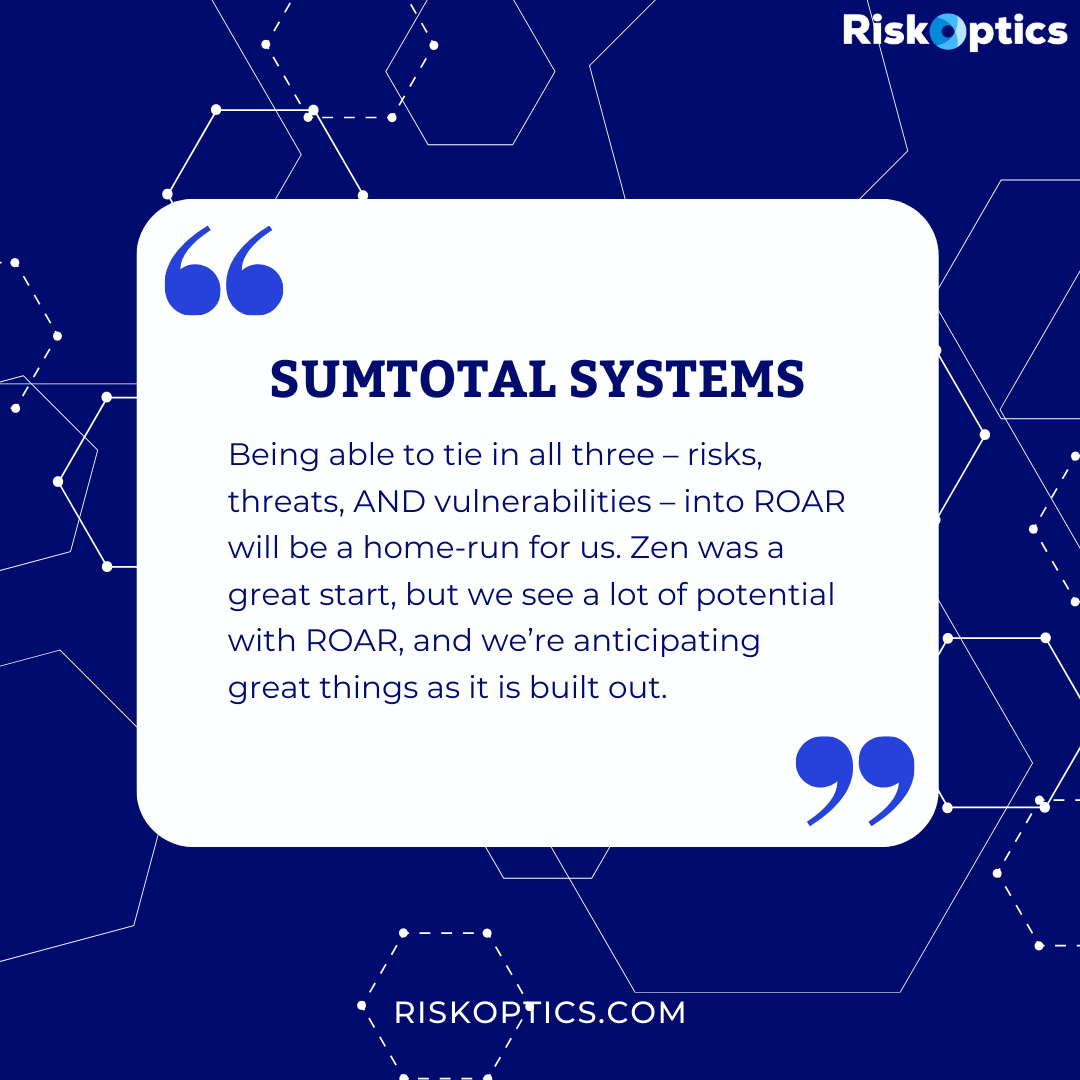 RiskOptics
SUMTOTAL SYSTEMS
Being able to tie in all three – risks,
threats, AND vulnerabilities – into ROAR
will be a home-run for us. Zen was a
great start, but we see a lot of potential
with ROAR, and we’re anticipating
great things as it is built out.
RISKOPTICS.COM